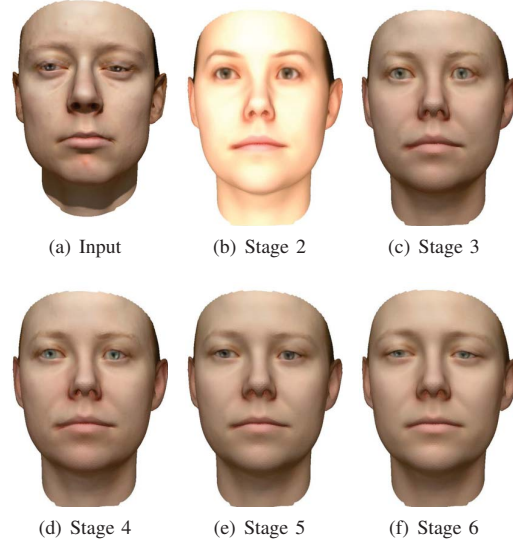 (a) Input
(b) Stage 2
(c) Stage 3
(d) Stage 4
(e) Stage 5
(f) Stage 6